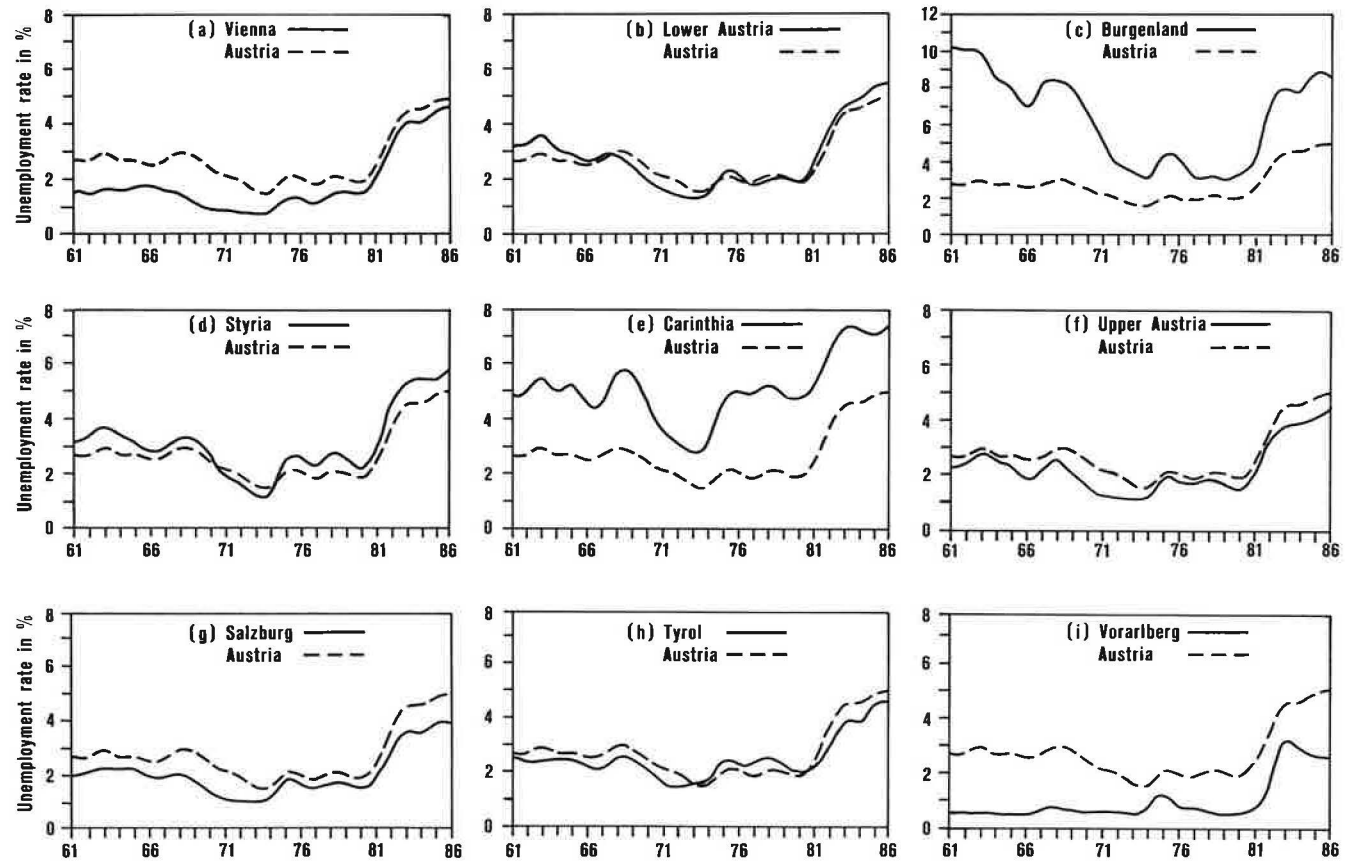 Unemployment rate in %
8
6
4
2
0
(a) Vienna
Austria
61 66 71 76 81 86
8
6
4
2
0
(b) Lower Austria
Austria
61 66 71 76 81 86
12
10
8
6
4
2
0
(c) Burgenland
Austria
61 66 71 76 81 86
Unemployment rate in %
8
6
4
2
0
(d) Styria
Austria
61 66 71 76 81 86
8
6
4
2
0
(e) Carinthia
Austria
61 66 71 76 81 86
8
6
4
2
0
(f) Upper Austria
Austria
61 66 71 76 81 86
Unemployment rate in %
8
6
4
2
0
(g) Salzburg
Austria
61 66 71 76 81 86
8
6
4
2
0
(h) Tyrol
Austria
61 66 71 76 81 86
8
6
4
2
0
(i) Vorarlberg
Austria
61 66 71 76 81 86